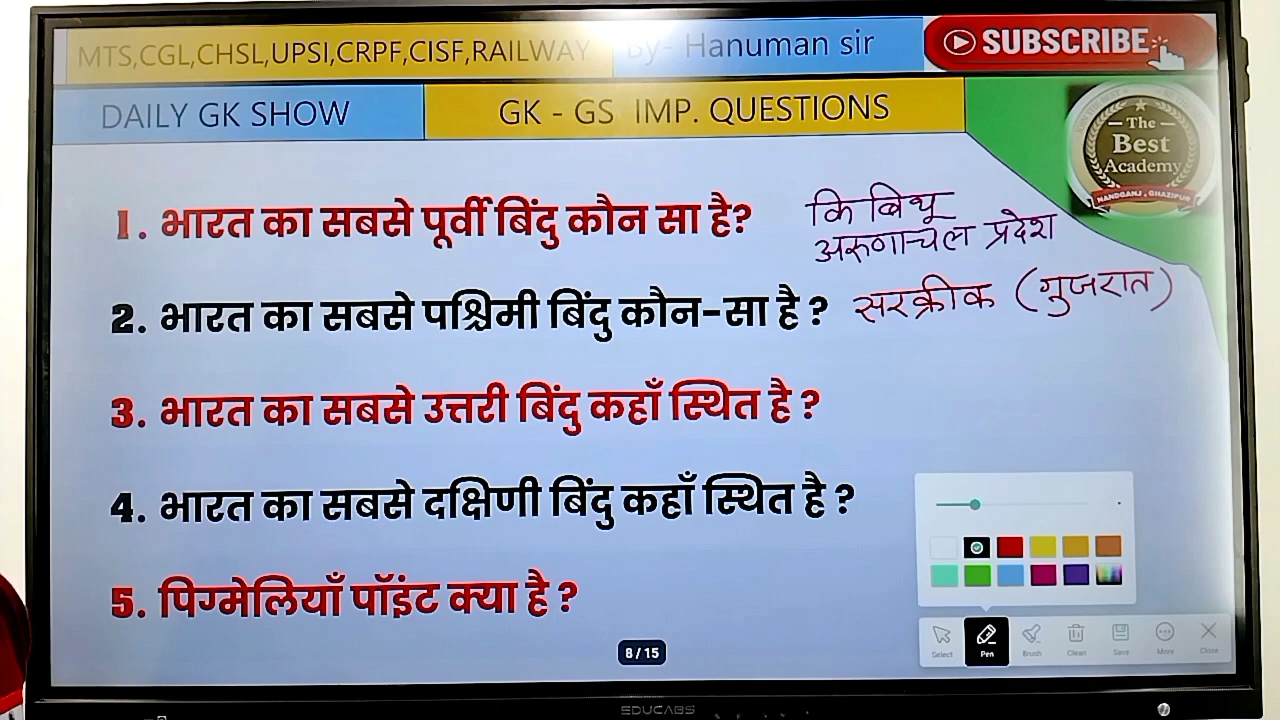 MTS,CGL,CHSL,UPSI,CRPF,CISF,RAILWAY By- Hanuman sir
SUBSCRIBE
DAILY GK SHOW
GK - GS IMP. QUESTIONS
The
Best
Academy
NANDGANJ, GHAZIPUR
1. भारत का सबसे पूर्वी बिंदु कौन सा है?
कि बिथू
अरुणाचल प्रदेश
2. भारत का सबसे पश्चिमी बिंदु कौन-सा है ?
सरक्रीक (गुजरात)
3. भारत का सबसे उत्तरी बिंदु कहाँ स्थित है ?
4. भारत का सबसे दक्षिणी बिंदु कहाँ स्थित है ?
5. पिग्मेलियाँ पॉइंट क्या है ?
8 / 15
Select Pen Brush Clean Save More Close
EDUCABS